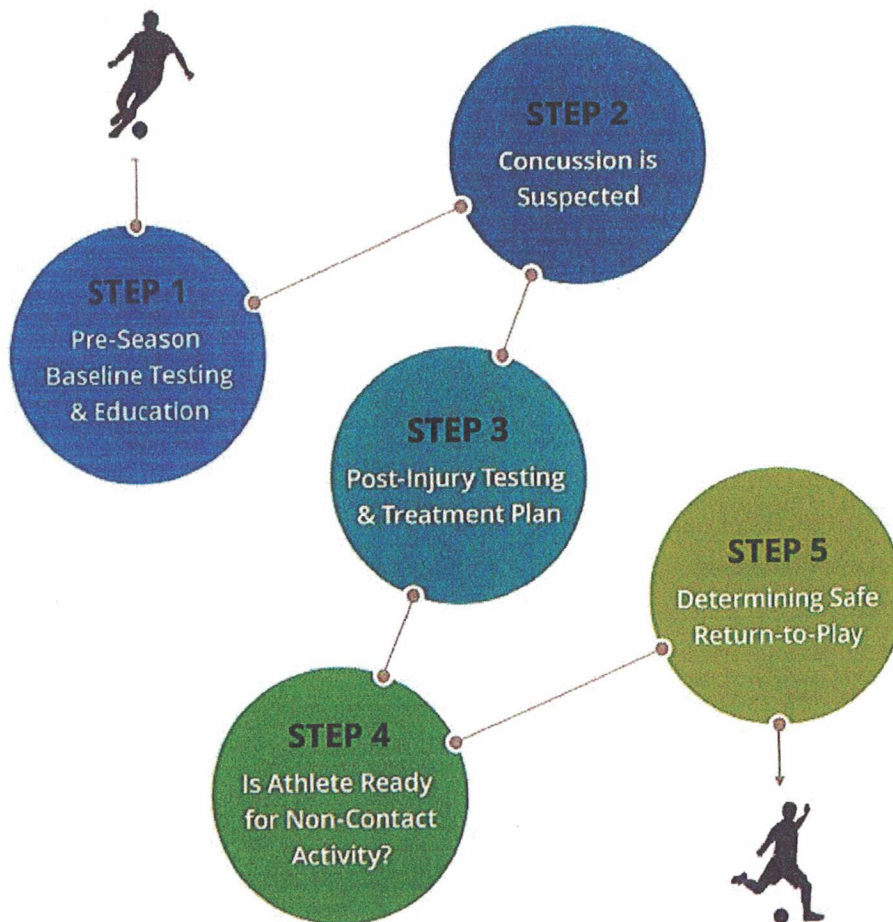 STEP 1
Pre-Season
Baseline Testing
& Education
STEP 2
Concussion is
Suspected
STEP 3
Post-Injury Testing
& Treatment Plan
STEP 4
Is Athlete Ready
for Non-Contact
Activity?
STEP 5
Determining Safe
Return-to-Play